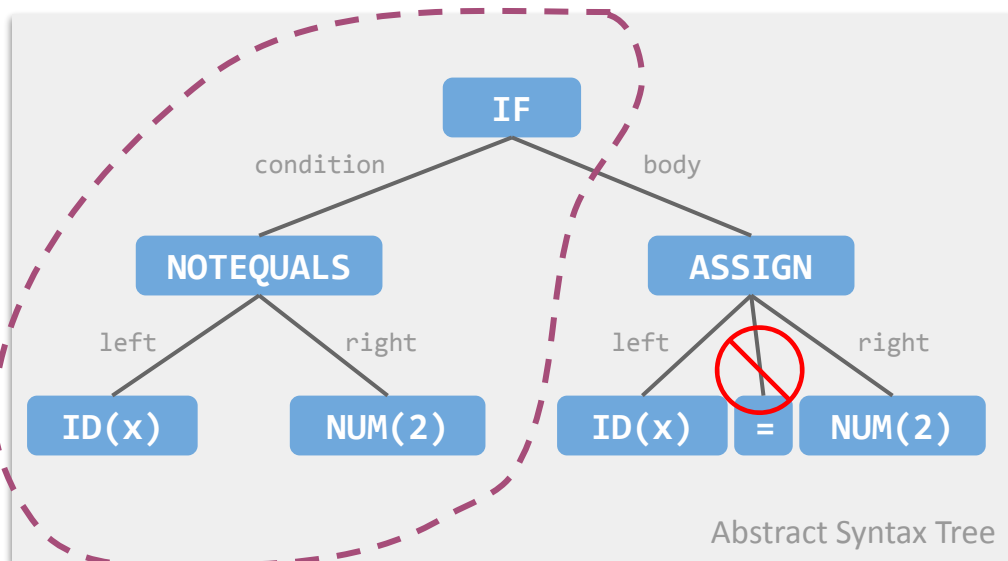 IF
condition
body
NOTEQUALS
ASSIGN
left
right
left
right
ID(x)
NUM(2)
ID(x)
=
NUM(2)
Abstract Syntax Tree